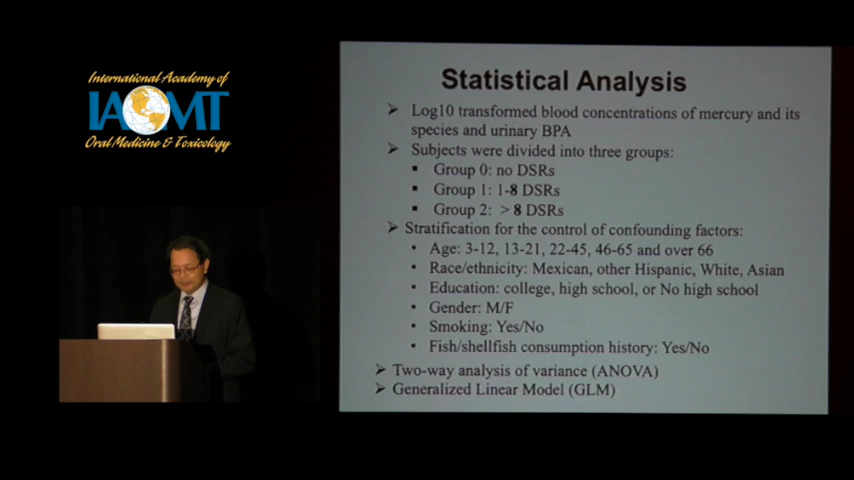 International Academy of
IAOMT
Oral Medicine & Toxicology
Statistical Analysis
➢ Log10 transformed blood concentrations of mercury and its
species and urinary BPA
➢ Subjects were divided into three groups:
▪ Group 0: no DSRs
▪ Group 1: 1-8 DSRs
▪ Group 2: > 8 DSRs
➢ Stratification for the control of confounding factors:
• Age: 3-12, 13-21, 22-45, 46-65 and over 66
• Race/ethnicity: Mexican, other Hispanic, White, Asian
• Education: college, high school, or No high school
• Gender: M/F
• Smoking: Yes/No
• Fish/shellfish consumption history: Yes/No
➢ Two-way analysis of variance (ANOVA)
➢ Generalized Linear Model (GLM)